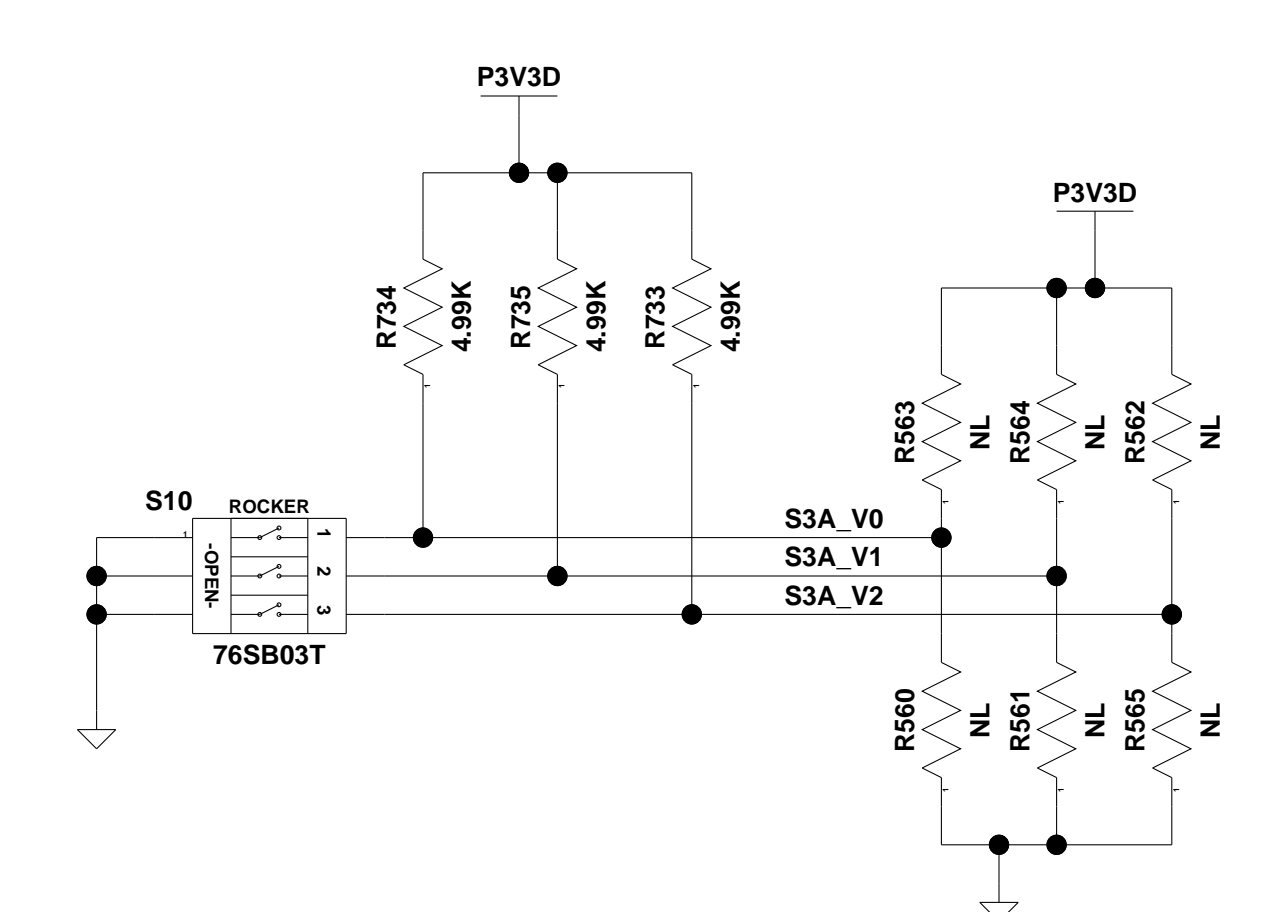 P3V3D
P3V3D
R734
4.99K
R735
4.99K
R733
4.99K
R563
NL
R564
NL
R562
NL
S10
ROCKER
1
-OPEN-
1
2
3
76SB03T
S3A_V0
S3A_V1
S3A_V2
R560
NL
R561
NL
R565
NL